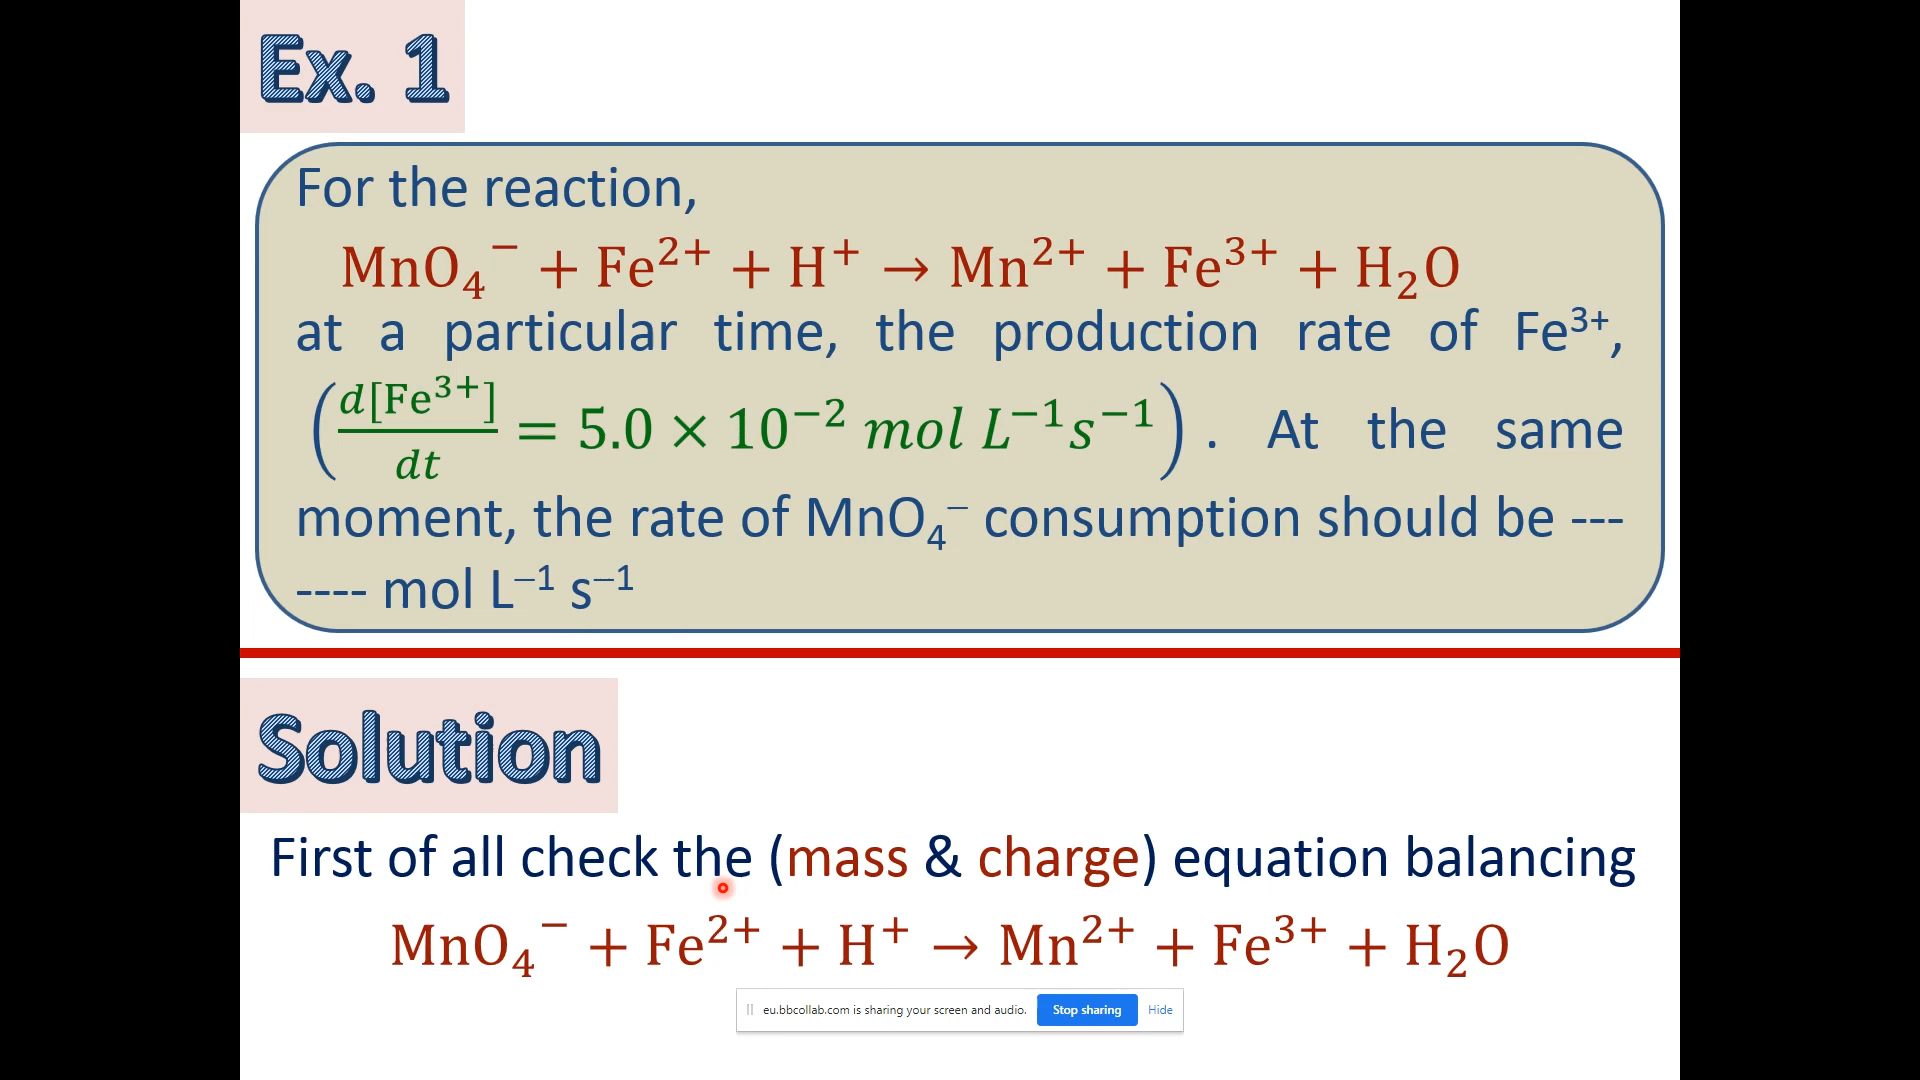 Ex. 1
For the reaction,
MnO₄⁻ + Fe²⁺ + H⁺ → Mn²⁺ + Fe³⁺ + H₂O
at a particular time, the production rate of Fe³⁺,
(d[Fe³⁺]/dt = 5.0 × 10⁻² mol L⁻¹s⁻¹) . At the same
moment, the rate of MnO₄⁻ consumption should be ---
---- mol L⁻¹ s⁻¹
Solution
First of all check the (mass & charge) equation balancing
MnO₄⁻ + Fe²⁺ + H⁺ → Mn²⁺ + Fe³⁺ + H₂O
eu.bbcollab.com is sharing your screen and audio. Stop sharing Hide